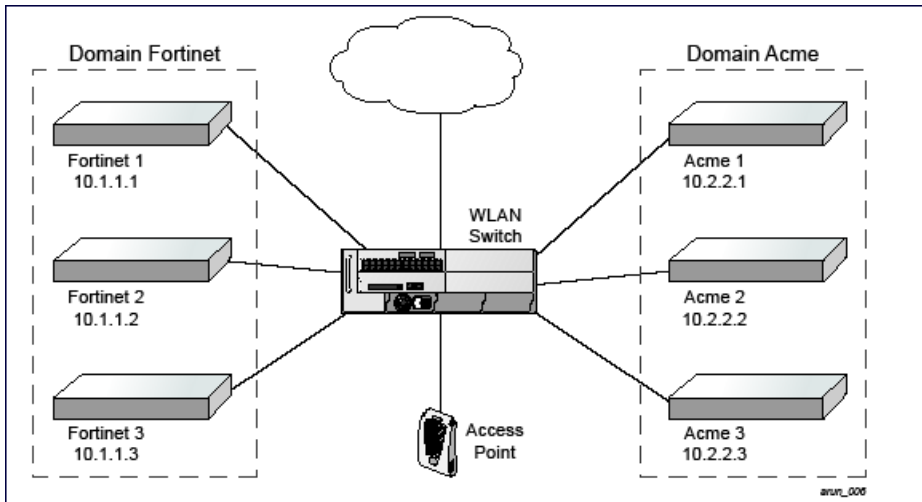 Domain Fortinet
Fortinet 1
10.1.1.1
Fortinet 2
10.1.1.2
Fortinet 3
10.1.1.3
WLAN
Switch
Access
Point
Domain Acme
Acme 1
10.2.2.1
Acme 2
10.2.2.2
Acme 3
10.2.2.3
arun_006